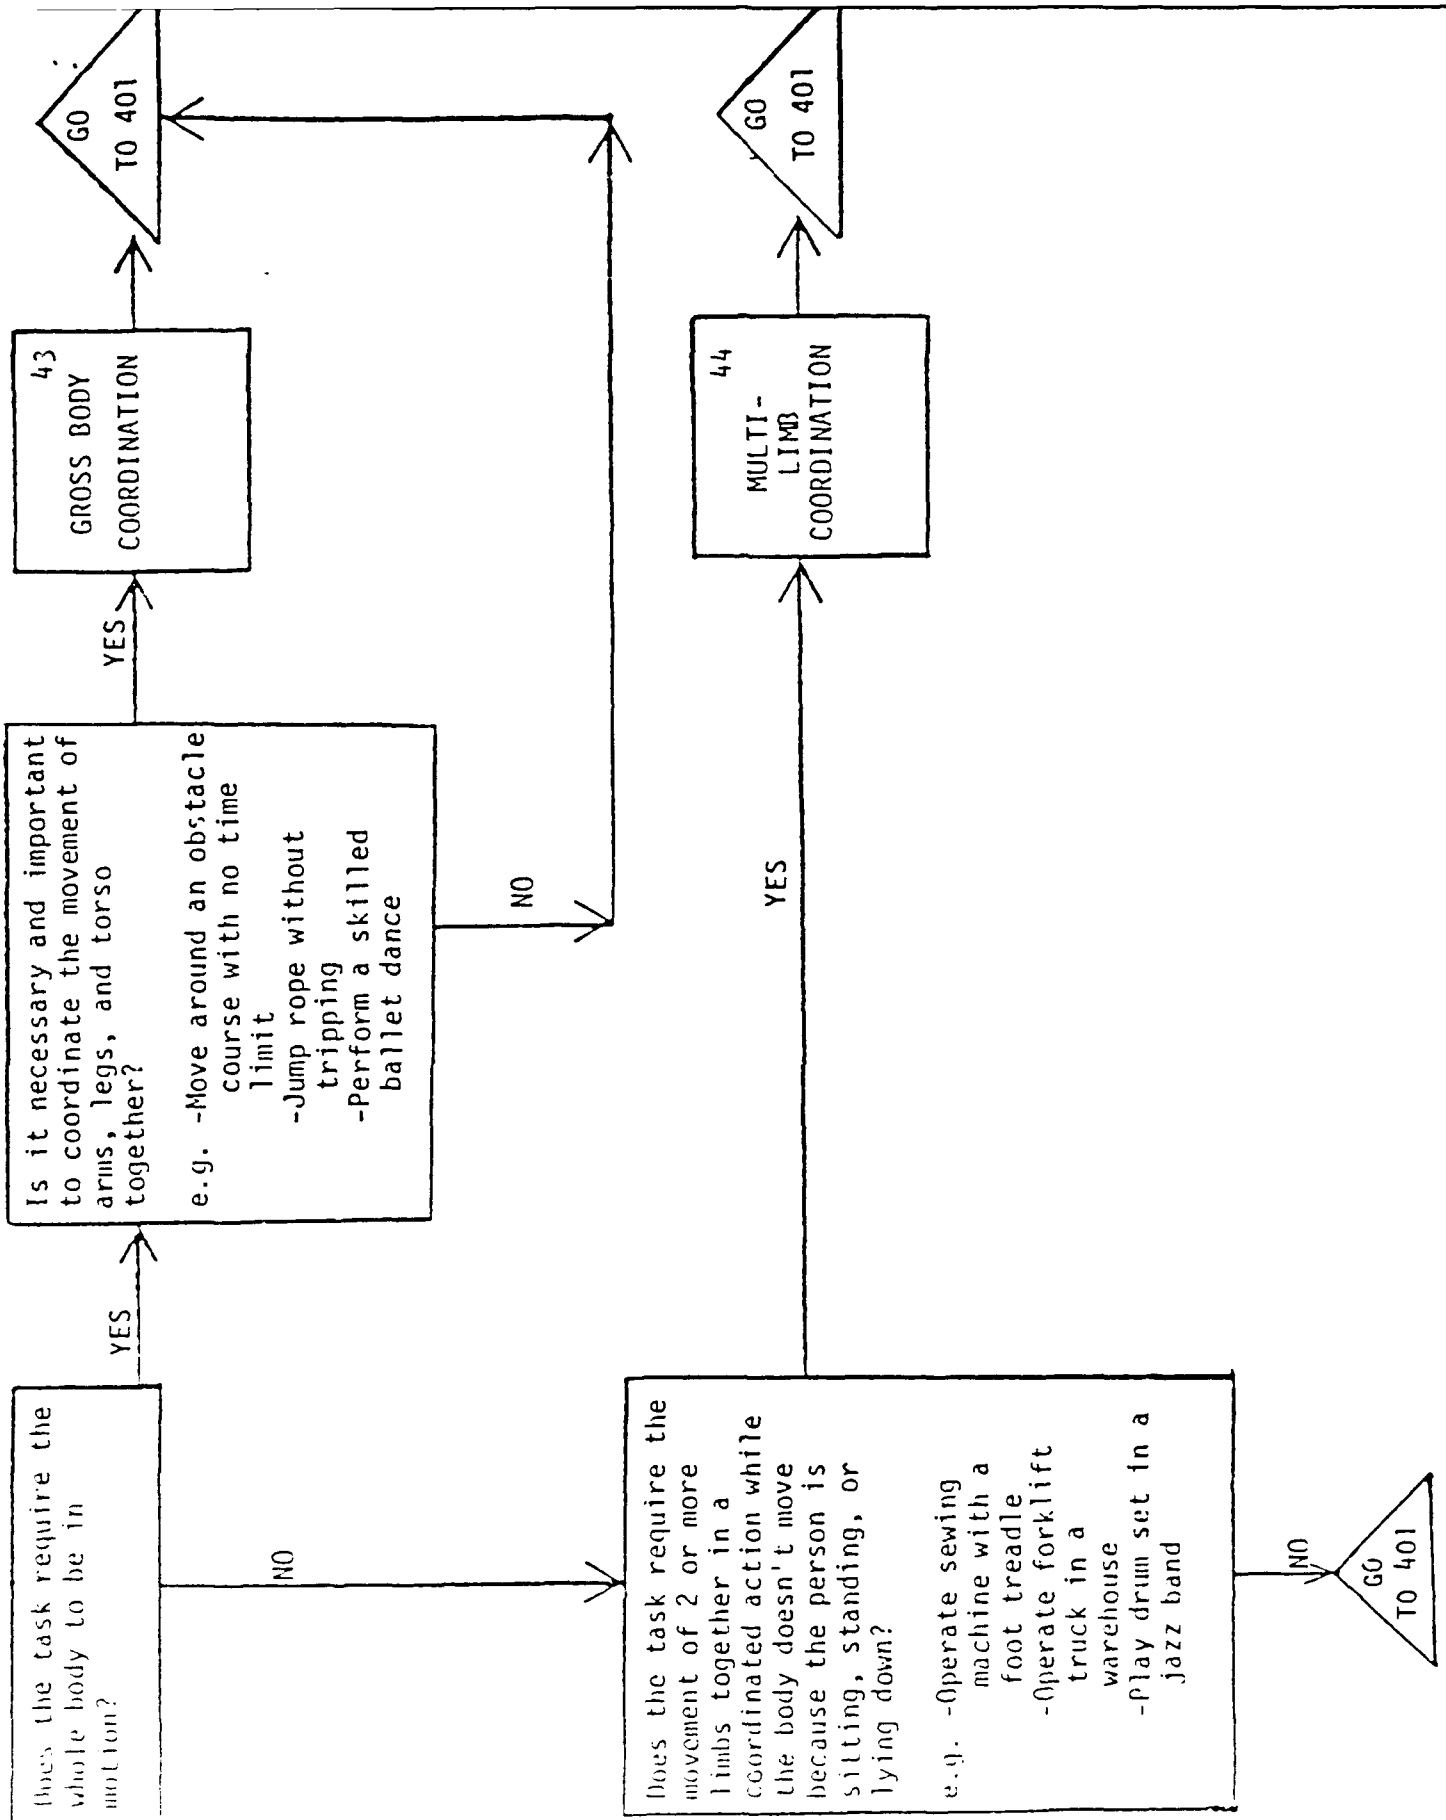 Does the task require the
whole body to be in
motion?
YES
Is it necessary and important
to coordinate the movement of
arms, legs, and torso
together?
e.g. -Move around an obstacle
course with no time
limit
-Jump rope without
tripping
-Perform a skilled
ballet dance
YES
43
GROSS BODY
COORDINATION
GO
TO 401
NO
NO
Does the task require the
movement of 2 or more
limbs together in a
coordinated action while
the body doesn't move
because the person is
sitting, standing, or
lying down?
e.g. -Operate sewing
machine with a
foot treadle
-Operate forklift
truck in a
warehouse
-Play drum set in a
jazz band
YES
44
MULTI-
LIMB
COORDINATION
GO
TO 401
NO
GO
TO 401